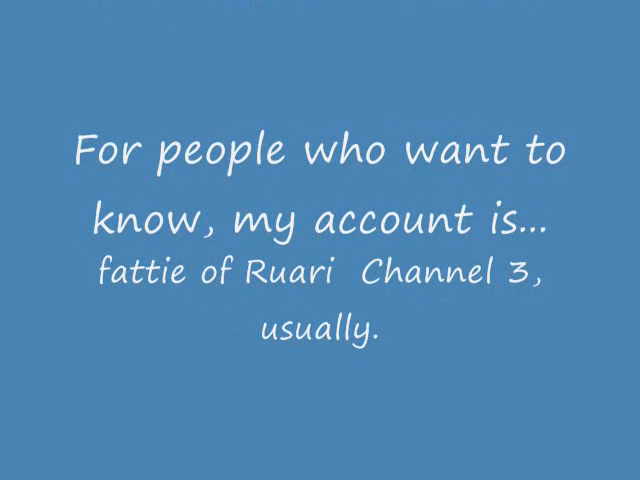 For people who want to
know, my account is...
fattie of Ruari  Channel 3,
usually.